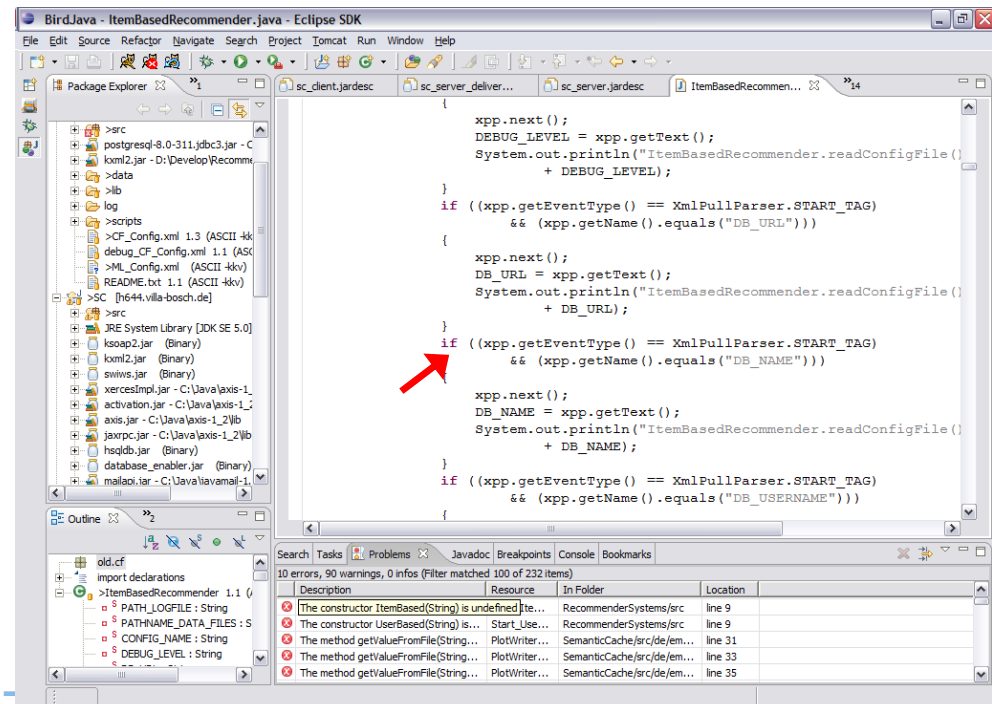 BirdJava - ItemBasedRecommender.java - Eclipse SDK
File Edit Source Refactor Navigate Search Project Tomcat Run Window Help
Package Explorer
»1
>src
postgresql-8.0-311.jdbc3.jar - C
kxml2.jar - D:\Develop\Recomme
>data
>lib
log
>scripts
>CF_Config.xml 1.3 (ASCII -kk
debug_CF_Config.xml 1.1 (ASC
>ML_Config.xml (ASCII -kkv)
README.txt 1.1 (ASCII -kkv)
>SC [h644.villa-bosch.de]
>src
JRE System Library [JDK SE 5.0]
ksoap2.jar (Binary)
kxml2.jar (Binary)
swiws.jar (Binary)
xercesImpl.jar - C:\Java\axis-1_
activation.jar - C:\Java\axis-1_2
axis.jar - C:\Java\axis-1_2\lib
jaxrpc.jar - C:\Java\axis-1_2\lib
hsqldb.jar (Binary)
database_enabler.jar (Binary)
mailapi.jar - C:\Java\javamail-1.
Outline
»2
old.cf
import declarations
>ItemBasedRecommender 1.1 (
PATH_LOGFILE : String
PATHNAME_DATA_FILES : S
CONFIG_NAME : String
DEBUG_LEVEL : String
sc_client.jardesc sc_server_deliver... sc_server.jardesc ItemBasedRecommen... »14
{
xpp.next();
DEBUG_LEVEL = xpp.getText();
System.out.println("ItemBasedRecommender.readConfigFile()
+ DEBUG_LEVEL);
}
if ((xpp.getEventType() == XmlPullParser.START_TAG)
&& (xpp.getName().equals("DB_URL")))
{
xpp.next();
DB_URL = xpp.getText();
System.out.println("ItemBasedRecommender.readConfigFile()
+ DB_URL);
}
if ((xpp.getEventType() == XmlPullParser.START_TAG)
&& (xpp.getName().equals("DB_NAME")))
{
xpp.next();
DB_NAME = xpp.getText();
System.out.println("ItemBasedRecommender.readConfigFile()
+ DB_NAME);
}
if ((xpp.getEventType() == XmlPullParser.START_TAG)
&& (xpp.getName().equals("DB_USERNAME")))
{
Search Tasks Problems Javadoc Breakpoints Console Bookmarks
10 errors, 90 warnings, 0 infos (Filter matched 100 of 232 items)
Description Resource In Folder Location
The constructor ItemBased(String) is undefined Ite... RecommenderSystems/src line 9
The constructor UserBased(String) is... Start_Use... RecommenderSystems/src line 9
The method getValueFromFile(String... PlotWriter... SemanticCache/src/de/em... line 31
The method getValueFromFile(String... PlotWriter... SemanticCache/src/de/em... line 33
The method getValueFromFile(String... PlotWriter... SemanticCache/src/de/em... line 35